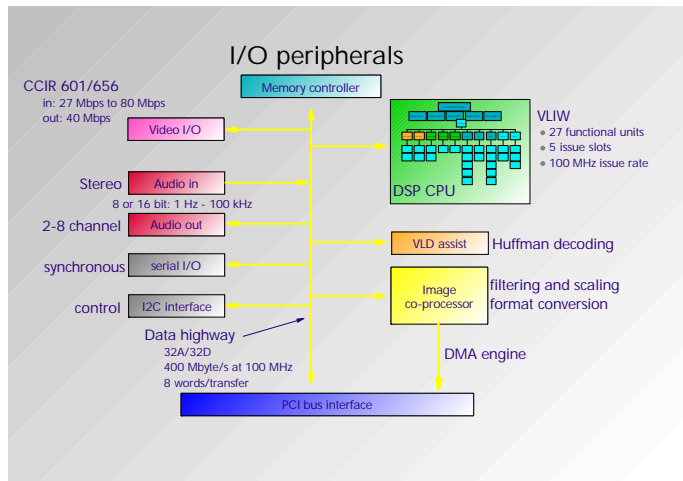 I/O peripherals
Memory controller
CCIR 601/656
in: 27 Mbps to 80 Mbps
out: 40 Mbps
Video I/O
VLIW
27 functional units
5 issue slots
100 MHz issue rate
DSP CPU
Stereo
Audio in
8 or 16 bit: 1 Hz - 100 kHz
2-8 channel
Audio out
VLD assist
Huffman decoding
synchronous
serial I/O
Image
co-processor
filtering and scaling
format conversion
control
I2C interface
Data highway
32A/32D
400 Mbyte/s at 100 MHz
8 words/transfer
DMA engine
PCI bus interface